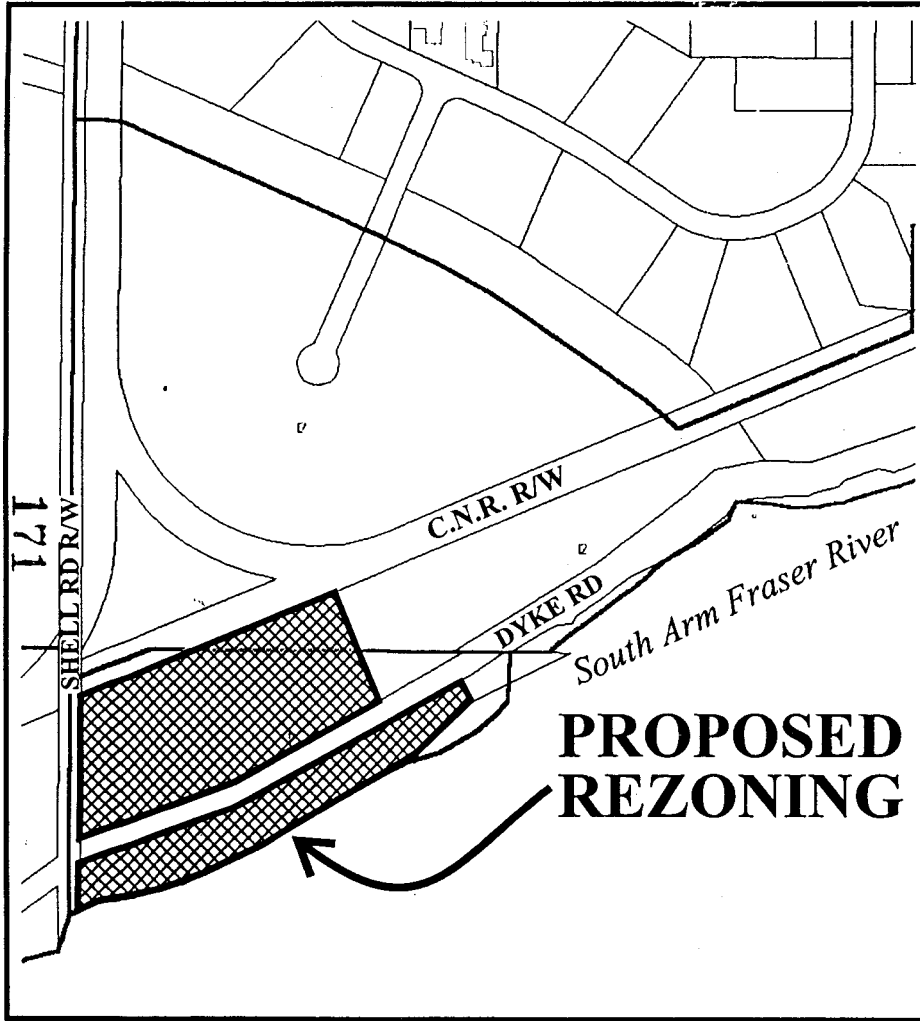 C.N.R. R/W
171
SHELL RD R/W
DYKE RD
South Arm Fraser River
PROPOSED
REZONING